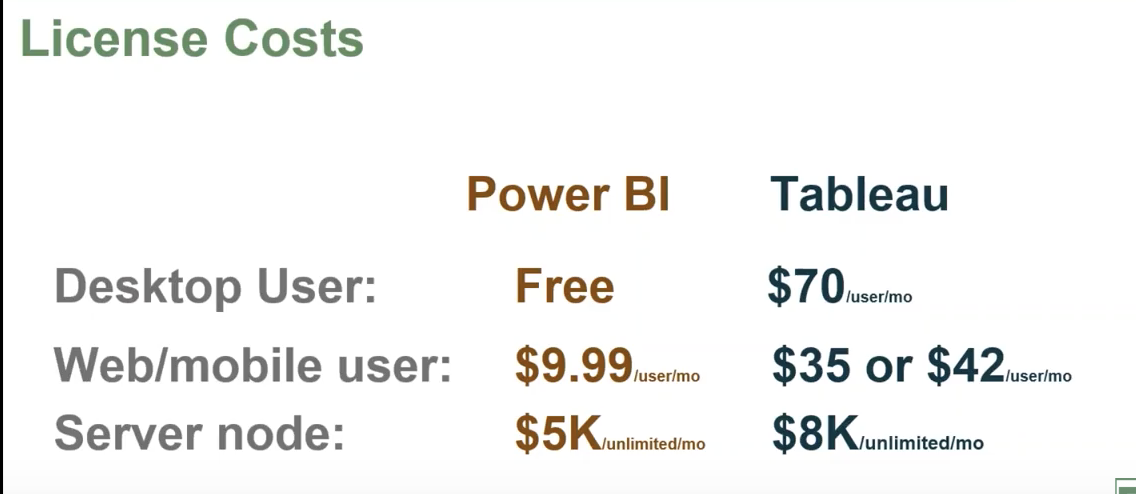 License Costs
Power BI Tableau
Desktop User: Free $70/user/mo
Web/mobile user: $9.99/user/mo $35 or $42/user/mo
Server node: $5K/unlimited/mo $8K/unlimited/mo